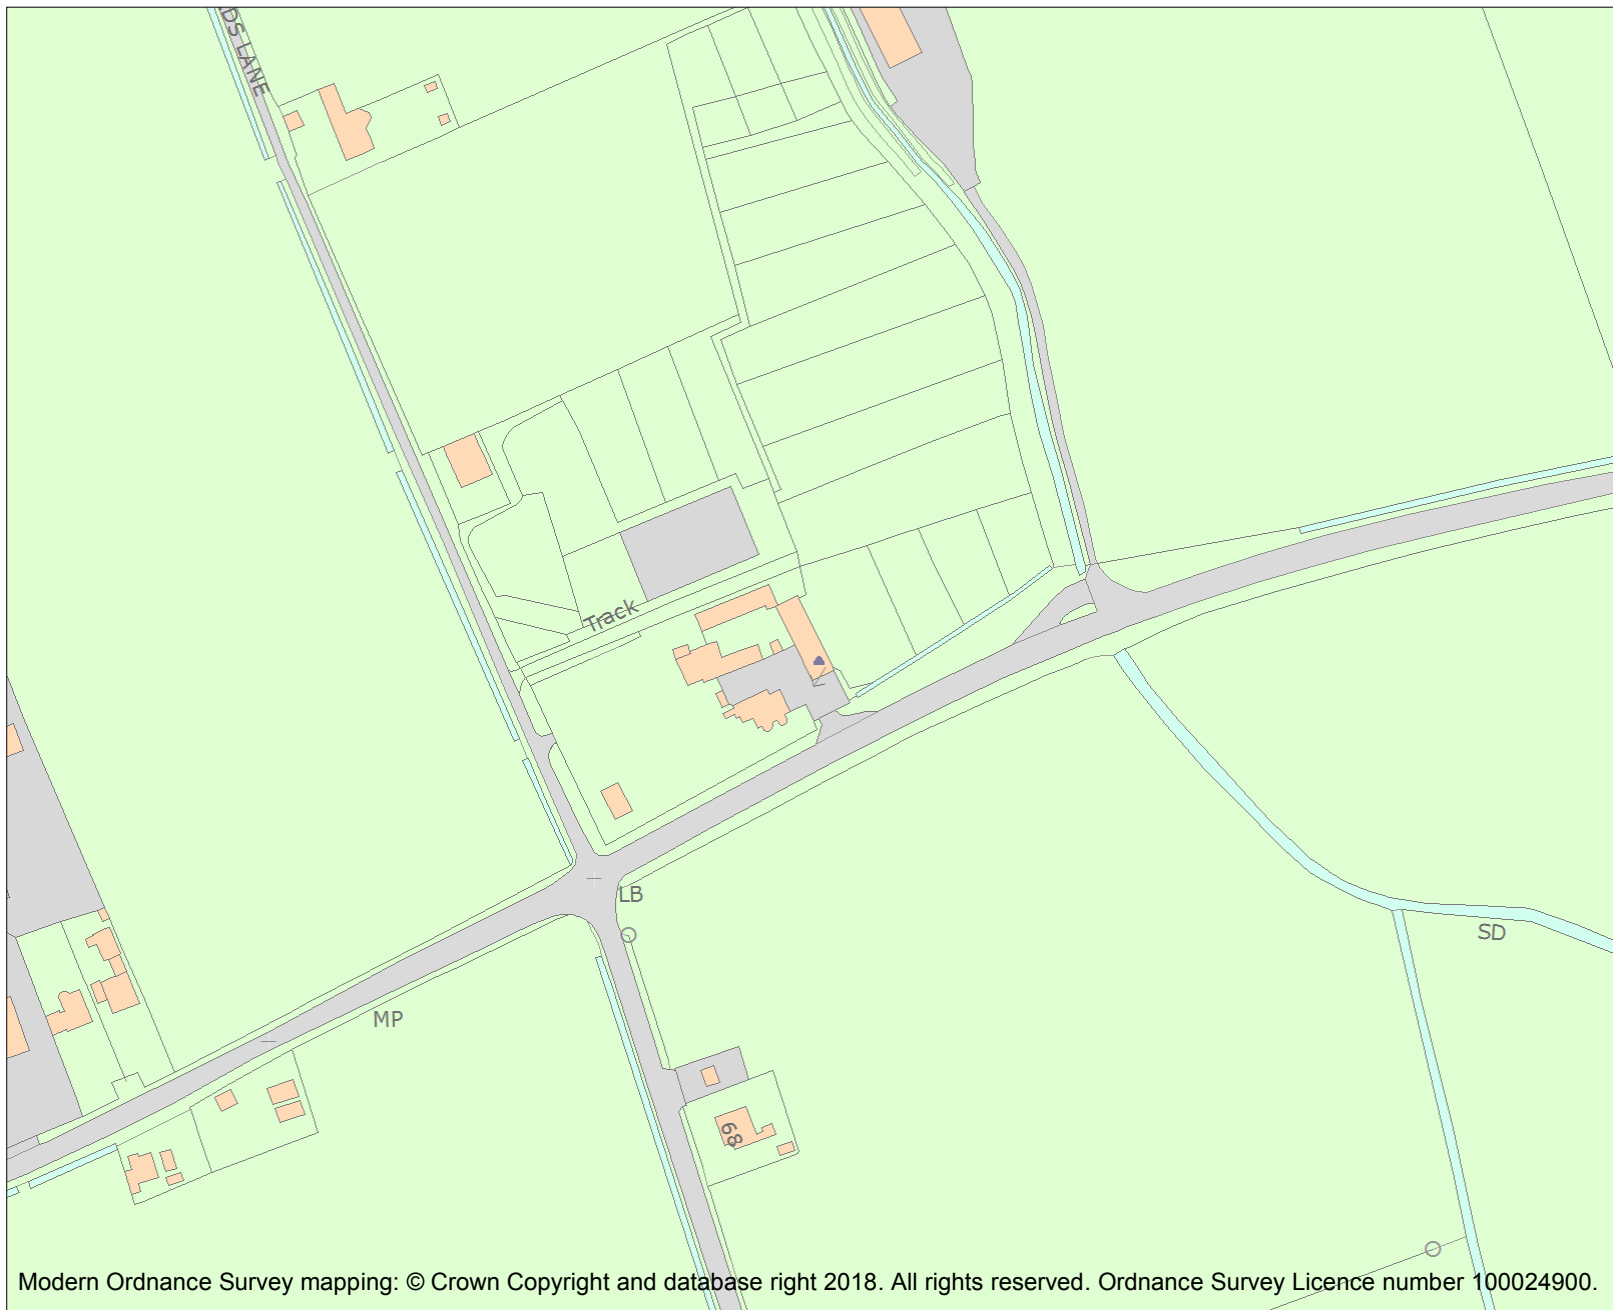 DS LANE
Track
LB
SD
MP
68
Modern Ordnance Survey mapping: © Crown Copyright and database right 2018. All rights reserved. Ordnance Survey Licence number 100024900.